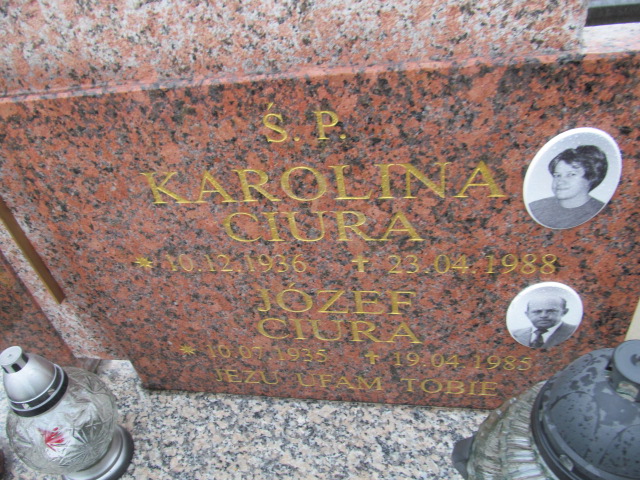 Ś. P.
KAROLINA
CIURA
* 10.12.1936 ✝ 23.04.1988
JÓZEF
CIURA
* 10.07.1935 ✝ 19.04.1985
JEZU UFAM TOBIE